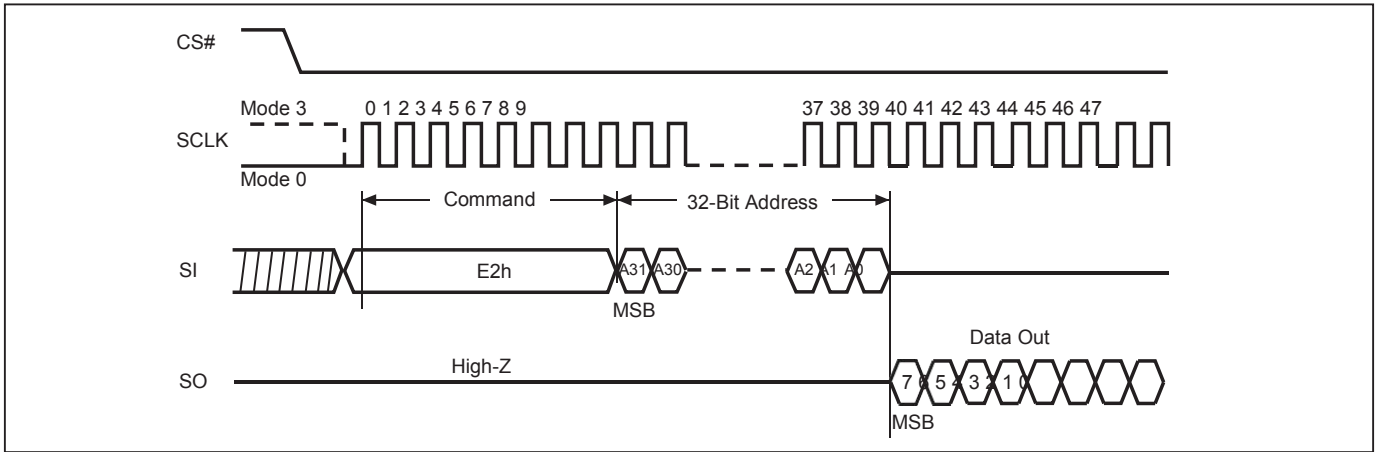 CS#
Mode 3
0 1 2 3 4 5 6 7 8 9
37 38 39 40 41 42 43 44 45 46 47
SCLK
Mode 0
Command
32-Bit Address
SI
E2h
A31
A30
A2
A1
A0
MSB
Data Out
High-Z
SO
7 6 5 4 3 2 1 0
MSB